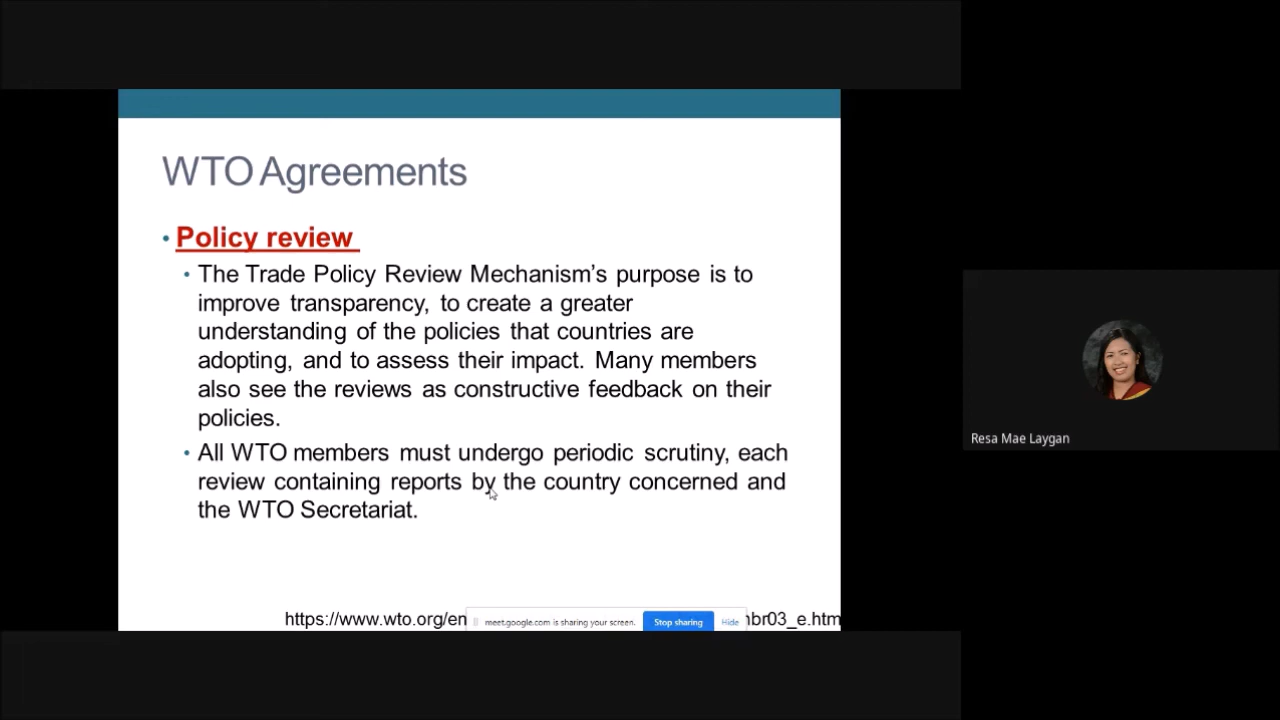 WTO Agreements
• Policy review
• The Trade Policy Review Mechanism's purpose is to
improve transparency, to create a greater
understanding of the policies that countries are
adopting, and to assess their impact. Many members
also see the reviews as constructive feedback on their
policies.
• All WTO members must undergo periodic scrutiny, each
review containing reports by the country concerned and
the WTO Secretariat.
https://www.wto.org/en
nbr03_e.htm
meet.google.com is sharing your screen.
Stop sharing
Hide
Resa Mae Laygan